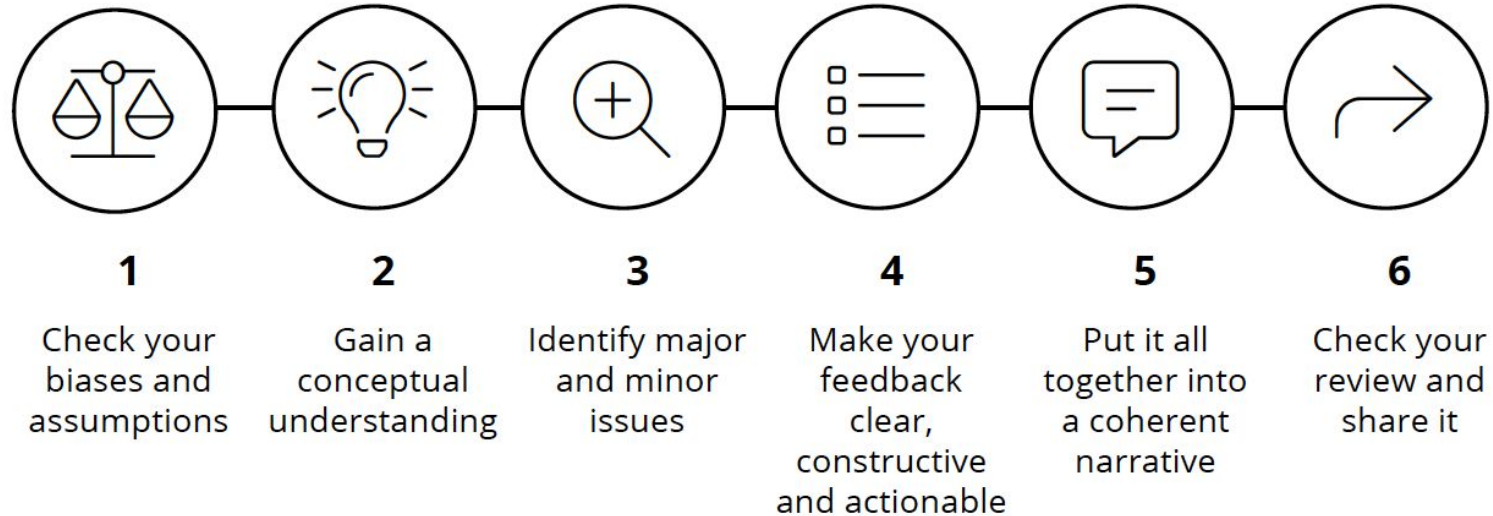 1
Check your
biases and
assumptions
2
Gain a
conceptual
understanding
3
Identify major
and minor
issues
4
Make your
feedback
clear,
constructive
and actionable
5
Put it all
together into
a coherent
narrative
6
Check your
review and
share it